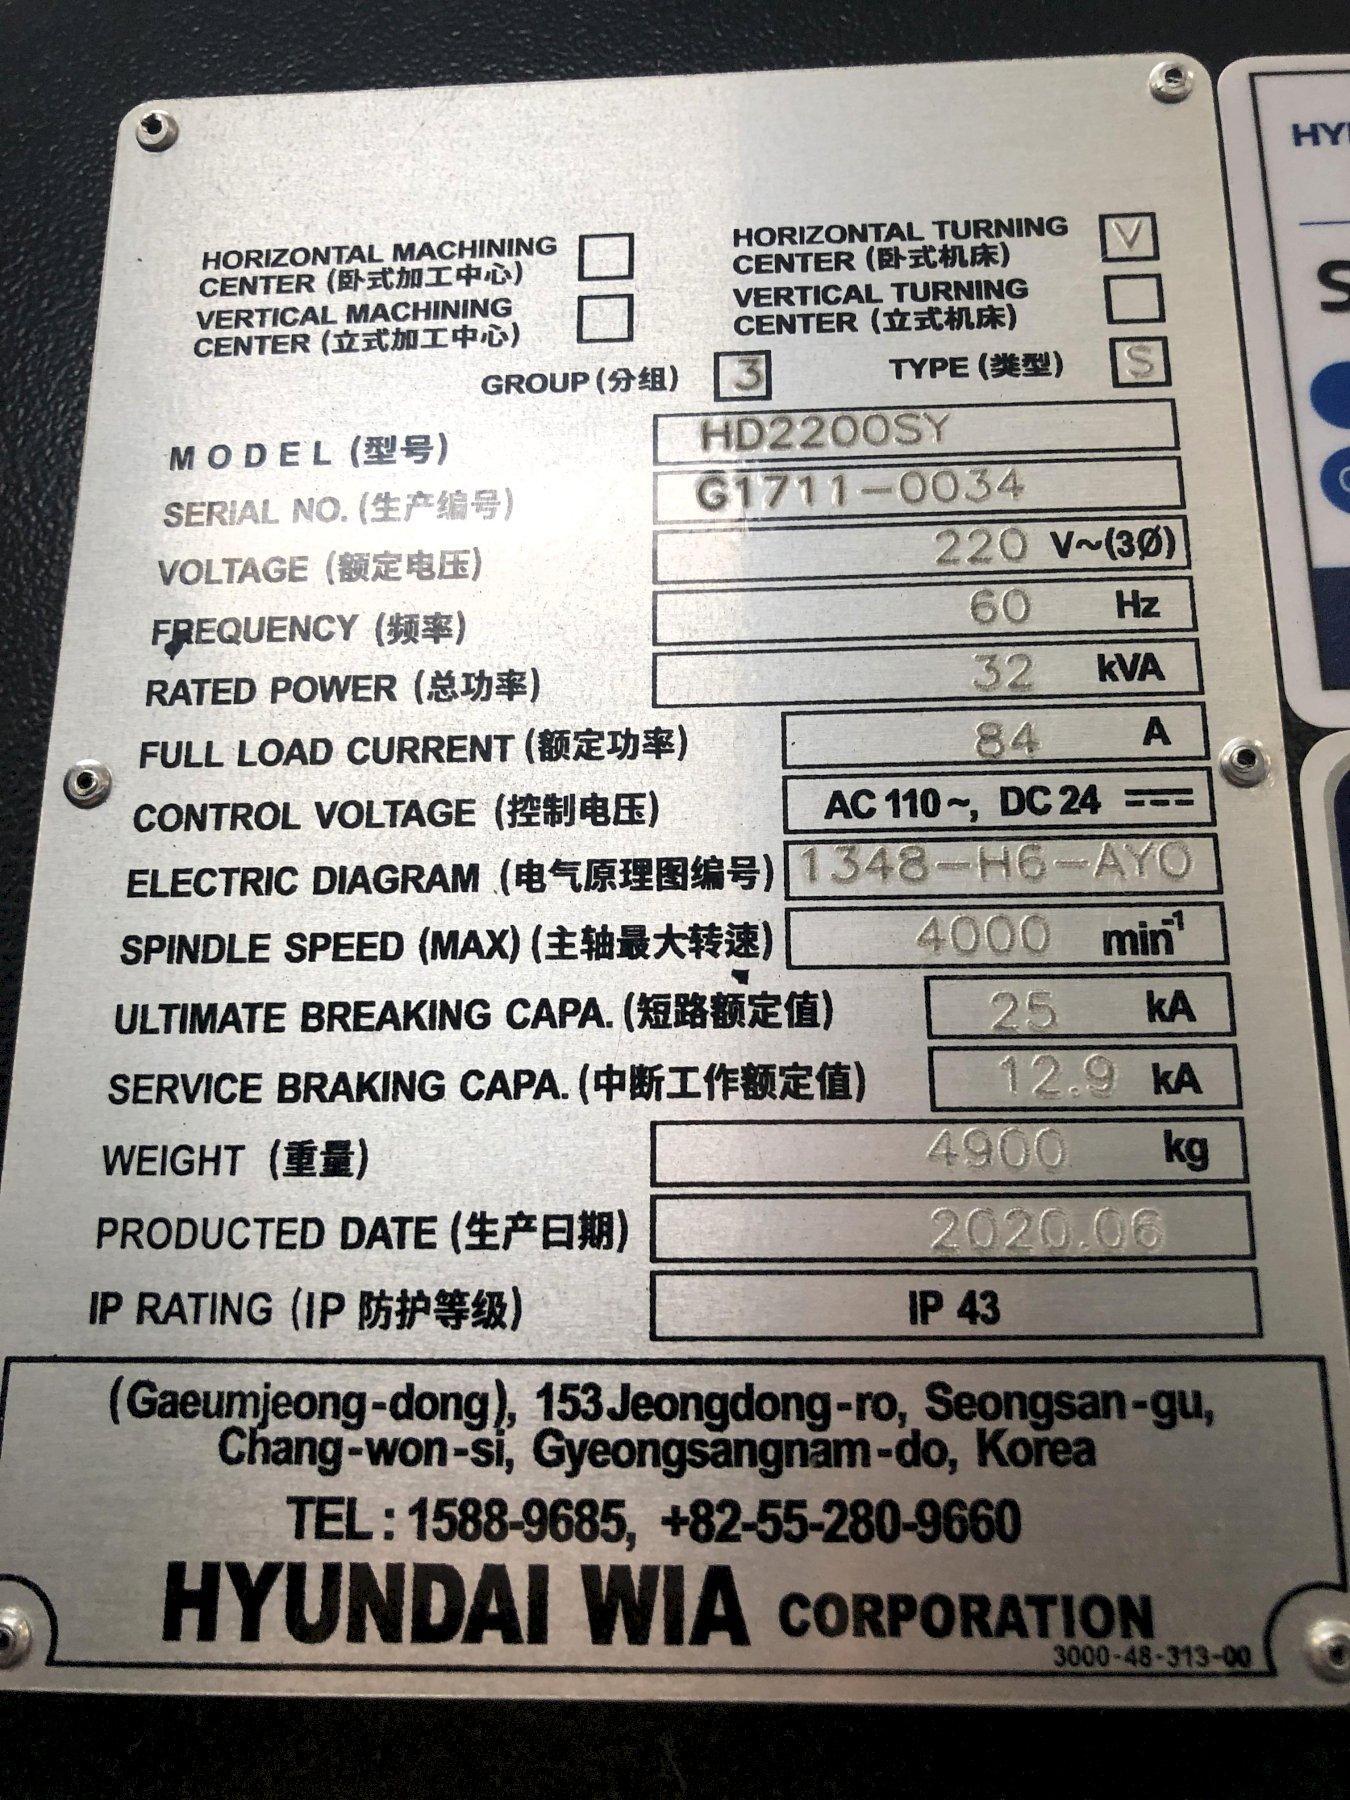 HORIZONTAL MACHINING
CENTER (卧式加工中心)
HORIZONTAL TURNING V
CENTER (卧式机床)
VERTICAL MACHINING
CENTER (立式加工中心)
VERTICAL TURNING
CENTER (立式机床)
GROUP (分组) 3 TYPE (类型) S
MODEL (型号) HD2200SY
SERIAL NO. (生产编号) G1711-0034
VOLTAGE (额定电压) 220 V~(3Ø)
FREQUENCY (频率) 60 Hz
RATED POWER (总功率) 32 kVA
FULL LOAD CURRENT (额定功率) 84 A
CONTROL VOLTAGE (控制电压) AC 110 ~, DC 24 ⎓
ELECTRIC DIAGRAM (电气原理图编号) 1348-H6-AY0
SPINDLE SPEED (MAX) (主轴最大转速) 4000 min⁻¹
ULTIMATE BREAKING CAPA. (短路额定值) 25 kA
SERVICE BRAKING CAPA. (中断工作额定值) 12.9 kA
WEIGHT (重量) 4900 kg
PRODUCTED DATE (生产日期) 2020.06
IP RATING (IP 防护等级) IP 43
(Gaeumjeong-dong), 153 Jeongdong-ro, Seongsan-gu,
Chang-won-si, Gyeongsangnam-do, Korea
TEL : 1588-9685, +82-55-280-9660
HYUNDAI WIA CORPORATION
3000-48-313-00